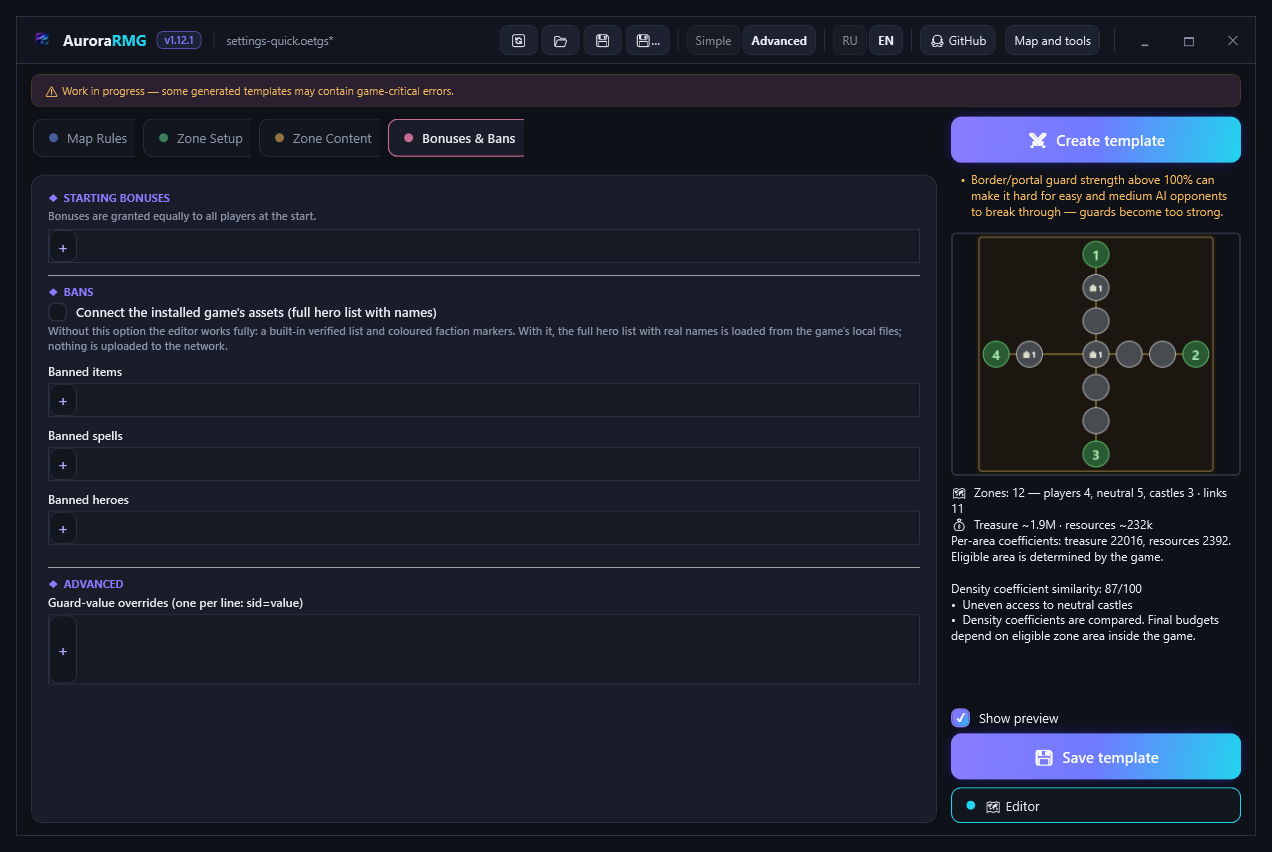 AuroraRMG v1.12.1 settings-quick.oetgs* ... Simple Advanced RU EN GitHub Map and tools
Work in progress — some generated templates may contain game-critical errors.
Map Rules Zone Setup Zone Content Bonuses & Bans
Create template
• Border/portal guard strength above 100% can
make it hard for easy and medium AI opponents
to break through — guards become too strong.
STARTING BONUSES
Bonuses are granted equally to all players at the start.
+
BANS
Connect the installed game's assets (full hero list with names)
Without this option the editor works fully: a built-in verified list and coloured faction markers. With it, the full hero list with real names is loaded from the game's local files;
nothing is uploaded to the network.
Banned items
+
Banned spells
+
Banned heroes
+
ADVANCED
Guard-value overrides (one per line: sid=value)
+
1
1
4 1 1 2
3
Zones: 12 — players 4, neutral 5, castles 3 · links
11
Treasure ~1.9M · resources ~232k
Per-area coefficients: treasure 22016, resources 2392.
Eligible area is determined by the game.
Density coefficient similarity: 87/100
• Uneven access to neutral castles
• Density coefficients are compared. Final budgets
depend on eligible zone area inside the game.
Show preview
Save template
Editor